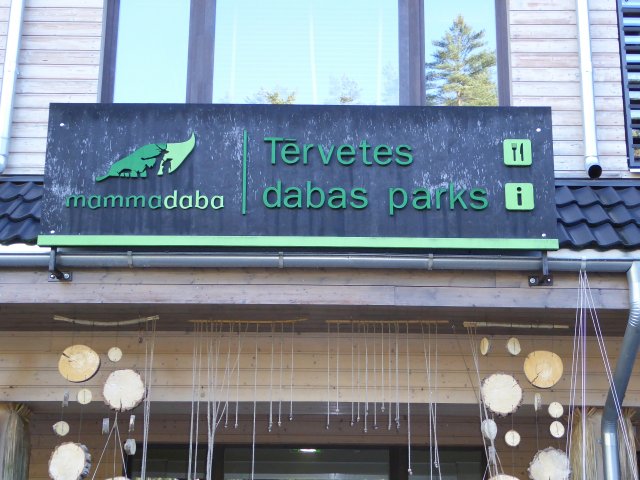 mammadaba
Tērvetes
dabas parks
i